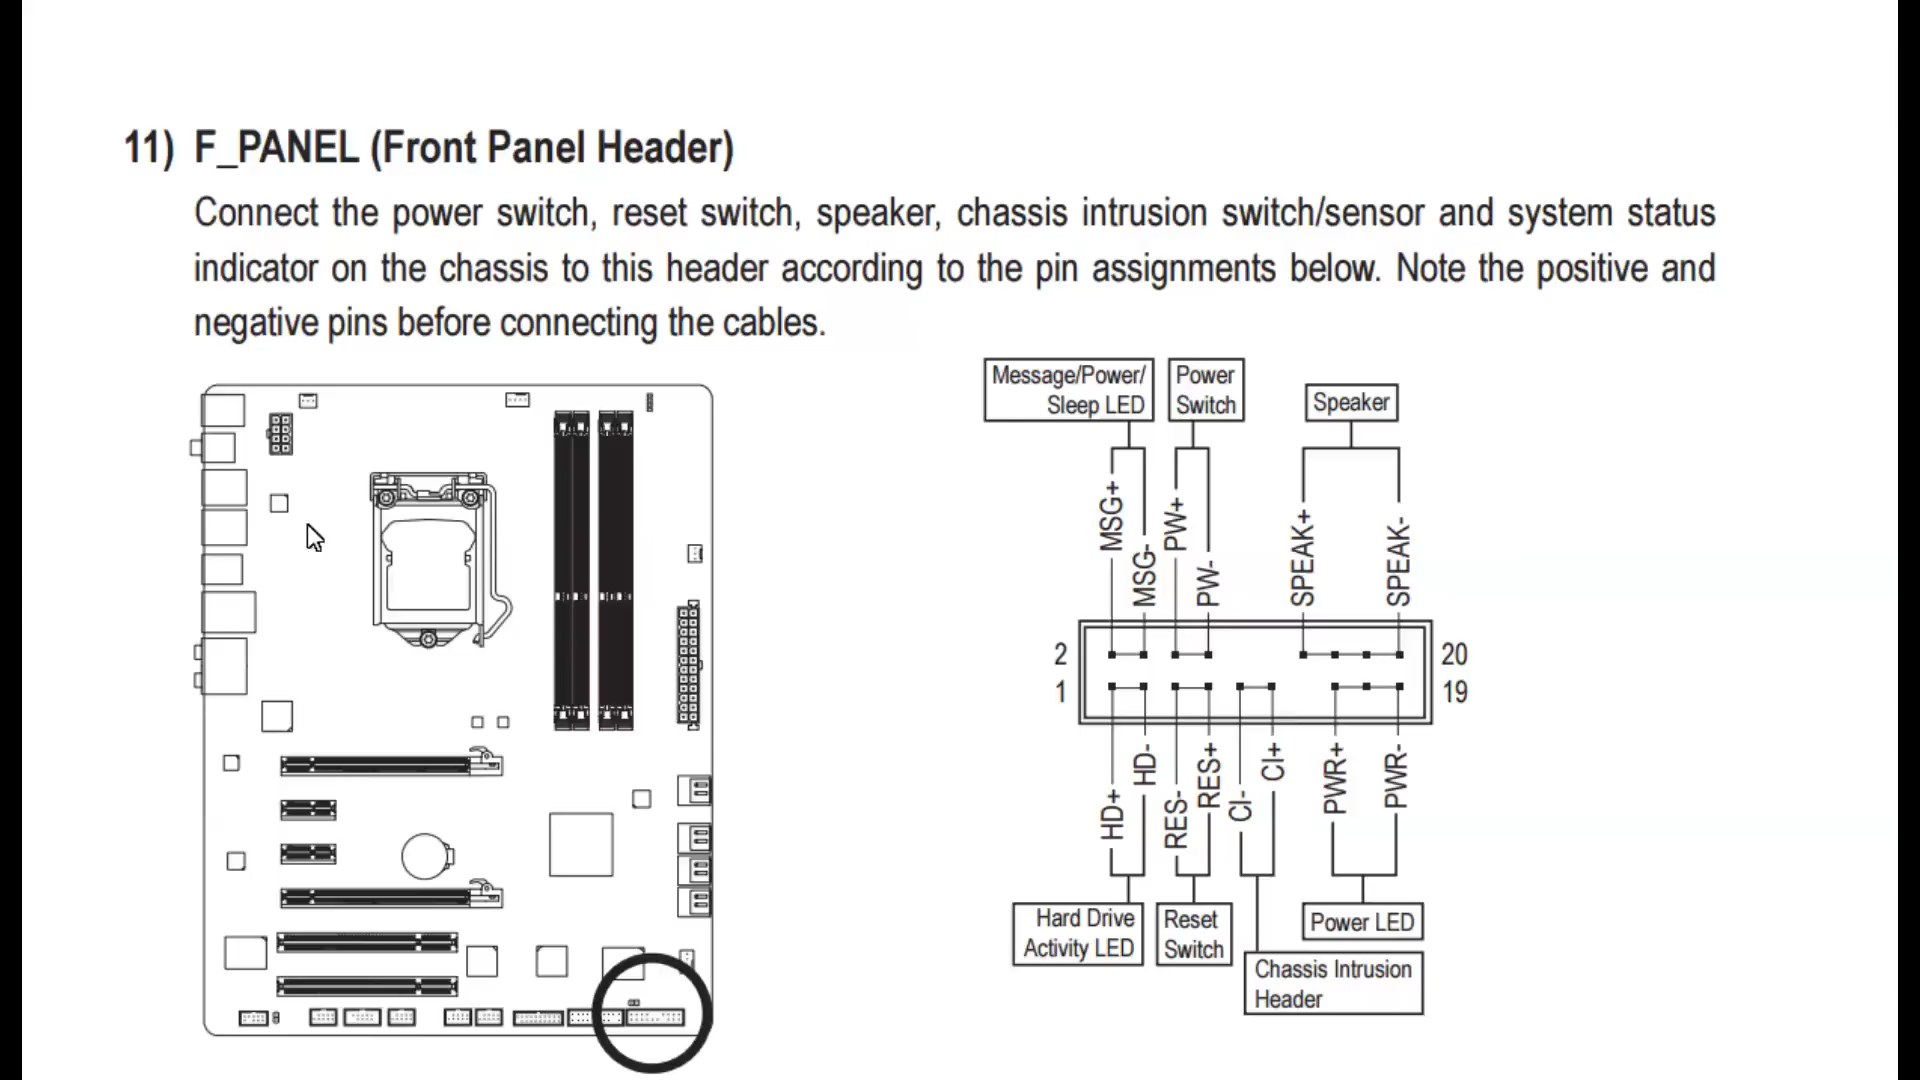 11) F_PANEL (Front Panel Header)
Connect the power switch, reset switch, speaker, chassis intrusion switch/sensor and system status
indicator on the chassis to this header according to the pin assignments below. Note the positive and
negative pins before connecting the cables.
Message/Power/
Sleep LED
Power
Switch
Speaker
MSG+
MSG-
PW+
PW-
SPEAK+
SPEAK-
2
20
1
19
HD+
HD-
RES-
RES+
CI-
CI+
PWR+
PWR-
Hard Drive
Activity LED
Reset
Switch
Power LED
Chassis Intrusion
Header